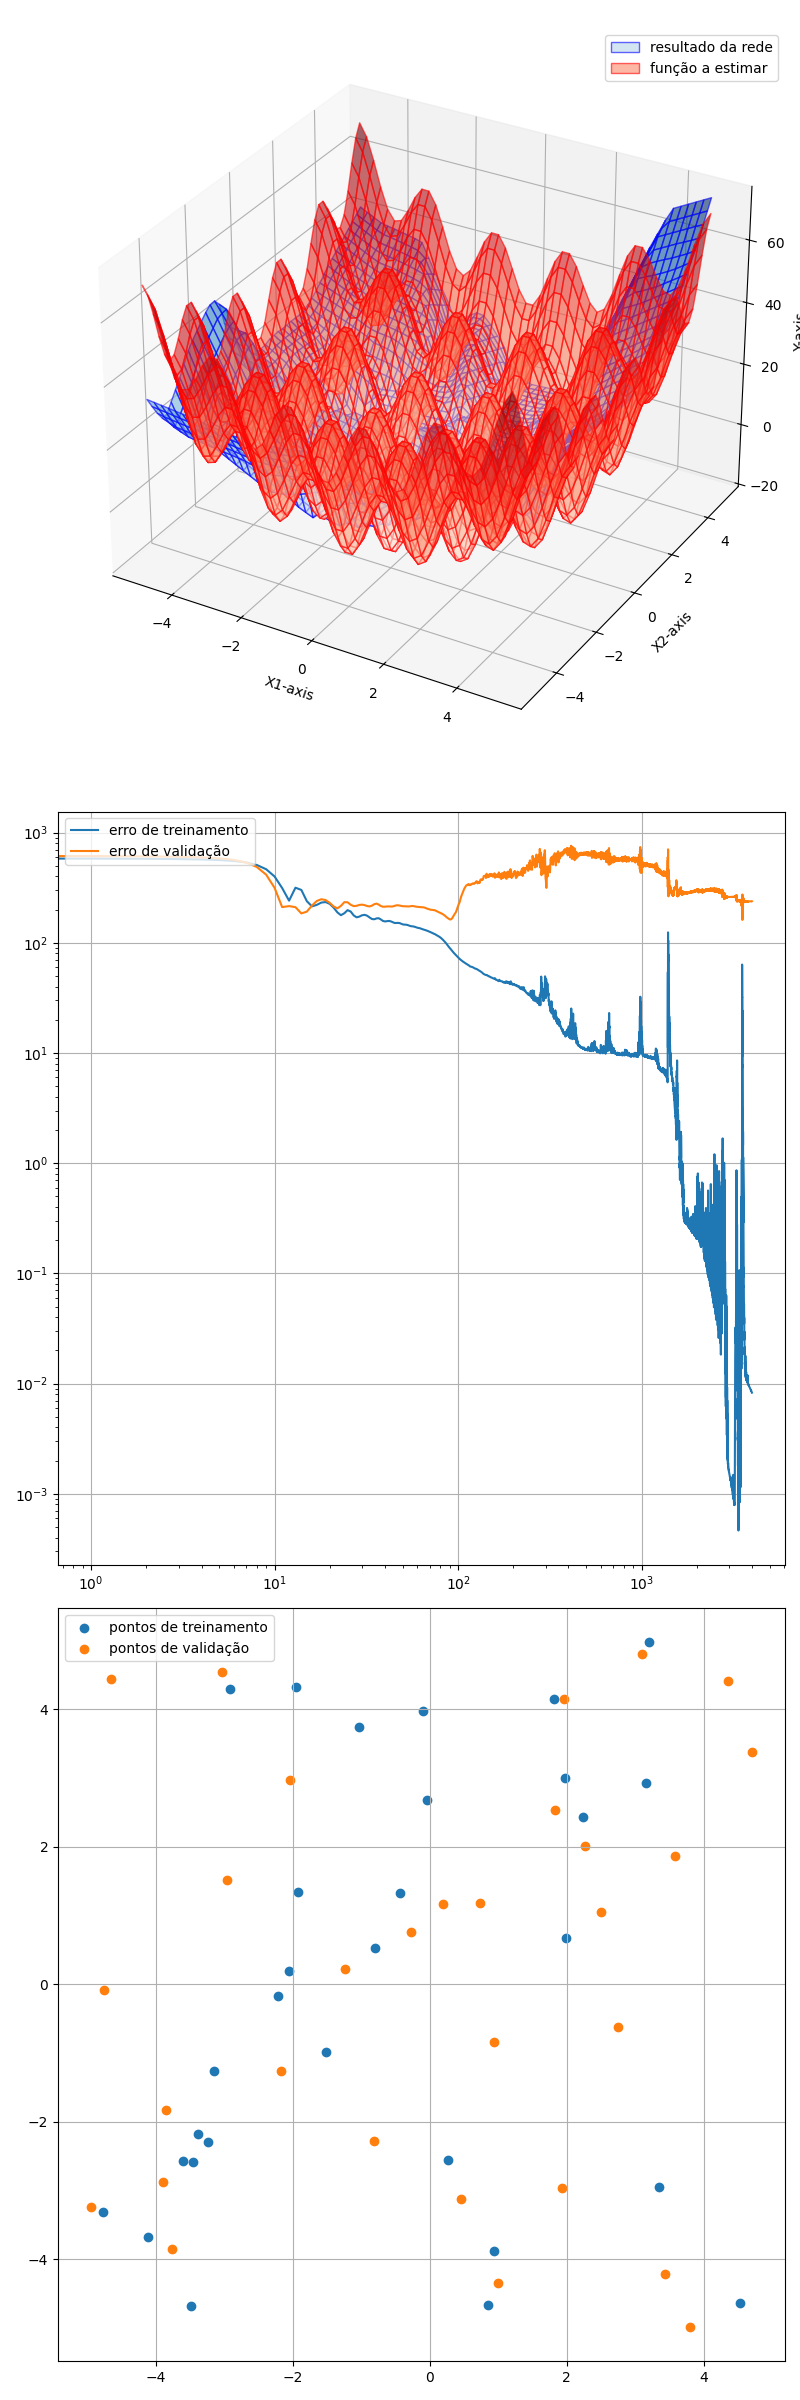 resultado da rede
função a estimar
60
40
20
0
−20
Y-axis
4
2
0
−2
−4
X2-axis
−4
−2
0
2
4
X1-axis
10³
erro de treinamento
erro de validação
10²
10¹
10⁰
10⁻¹
10⁻²
10⁻³
10⁰ 10¹ 10² 10³
pontos de treinamento
pontos de validação
4
2
0
−2
−4
−4 −2 0 2 4